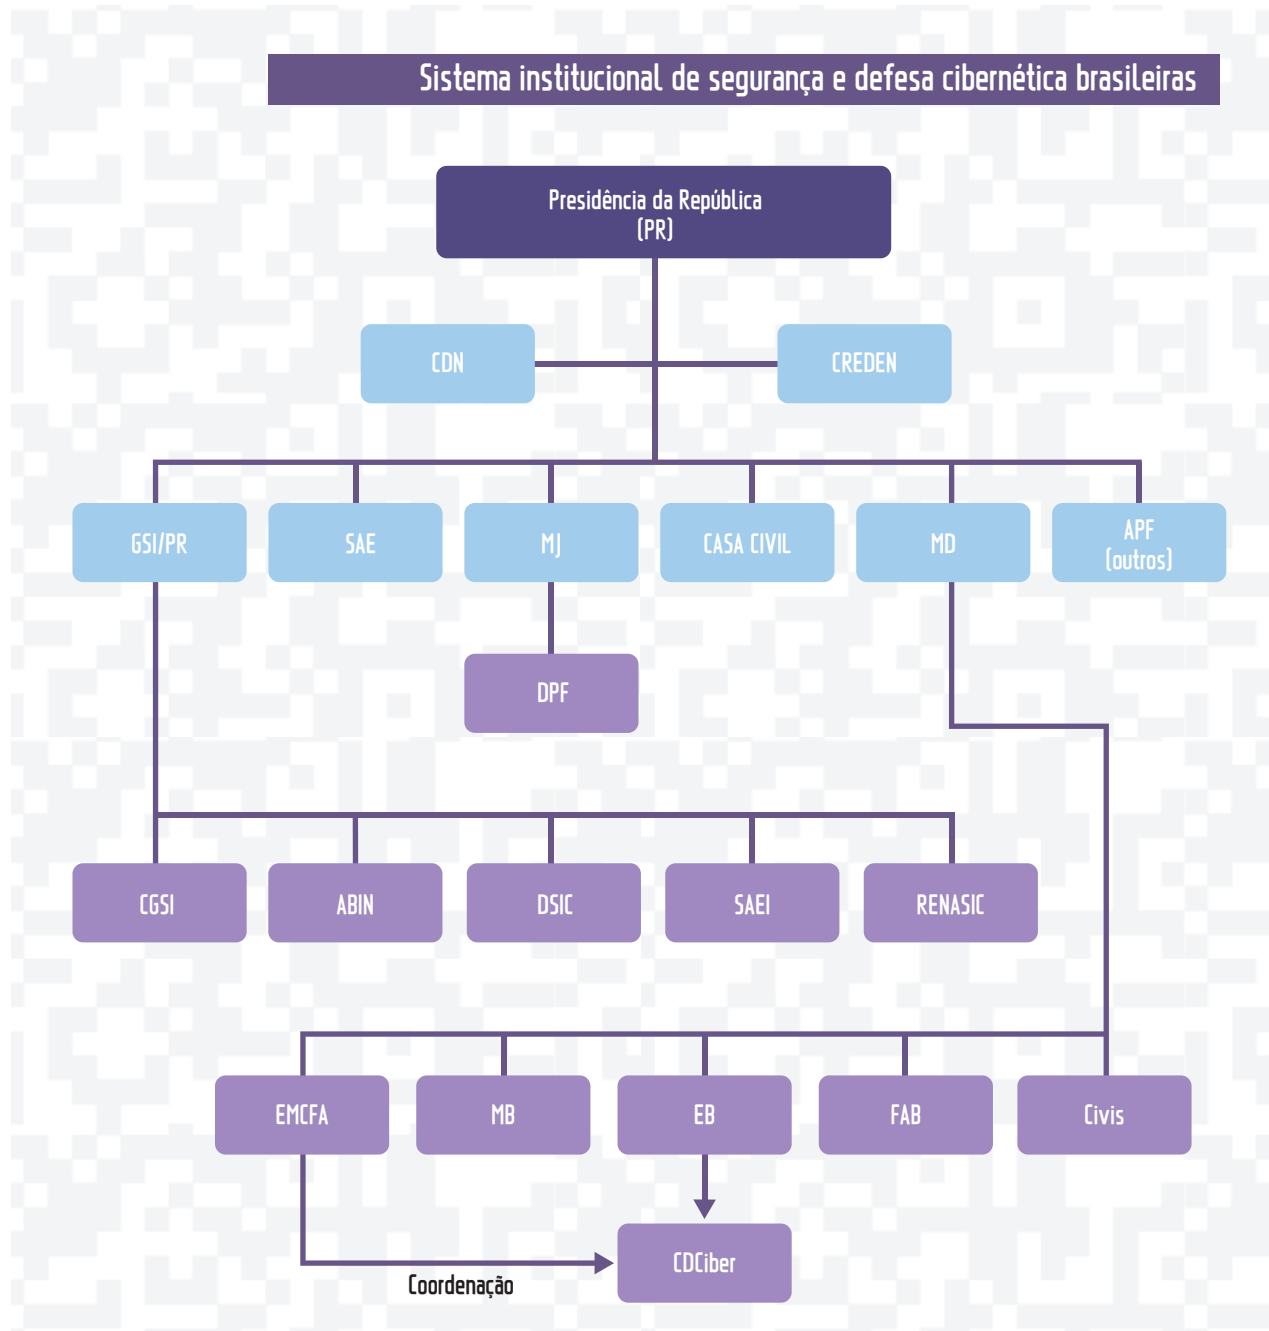 Sistema institucional de segurança e defesa cibernética brasileiras
Presidência da República
(PR)
CDN
CREDEN
GSI/PR
SAE
MJ
CASA CIVIL
MD
APF
(outros)
DPF
CGSI
ABIN
DSIC
SAEI
RENASIC
EMCFA
MB
EB
FAB
Civis
CDCiber
Coordenação